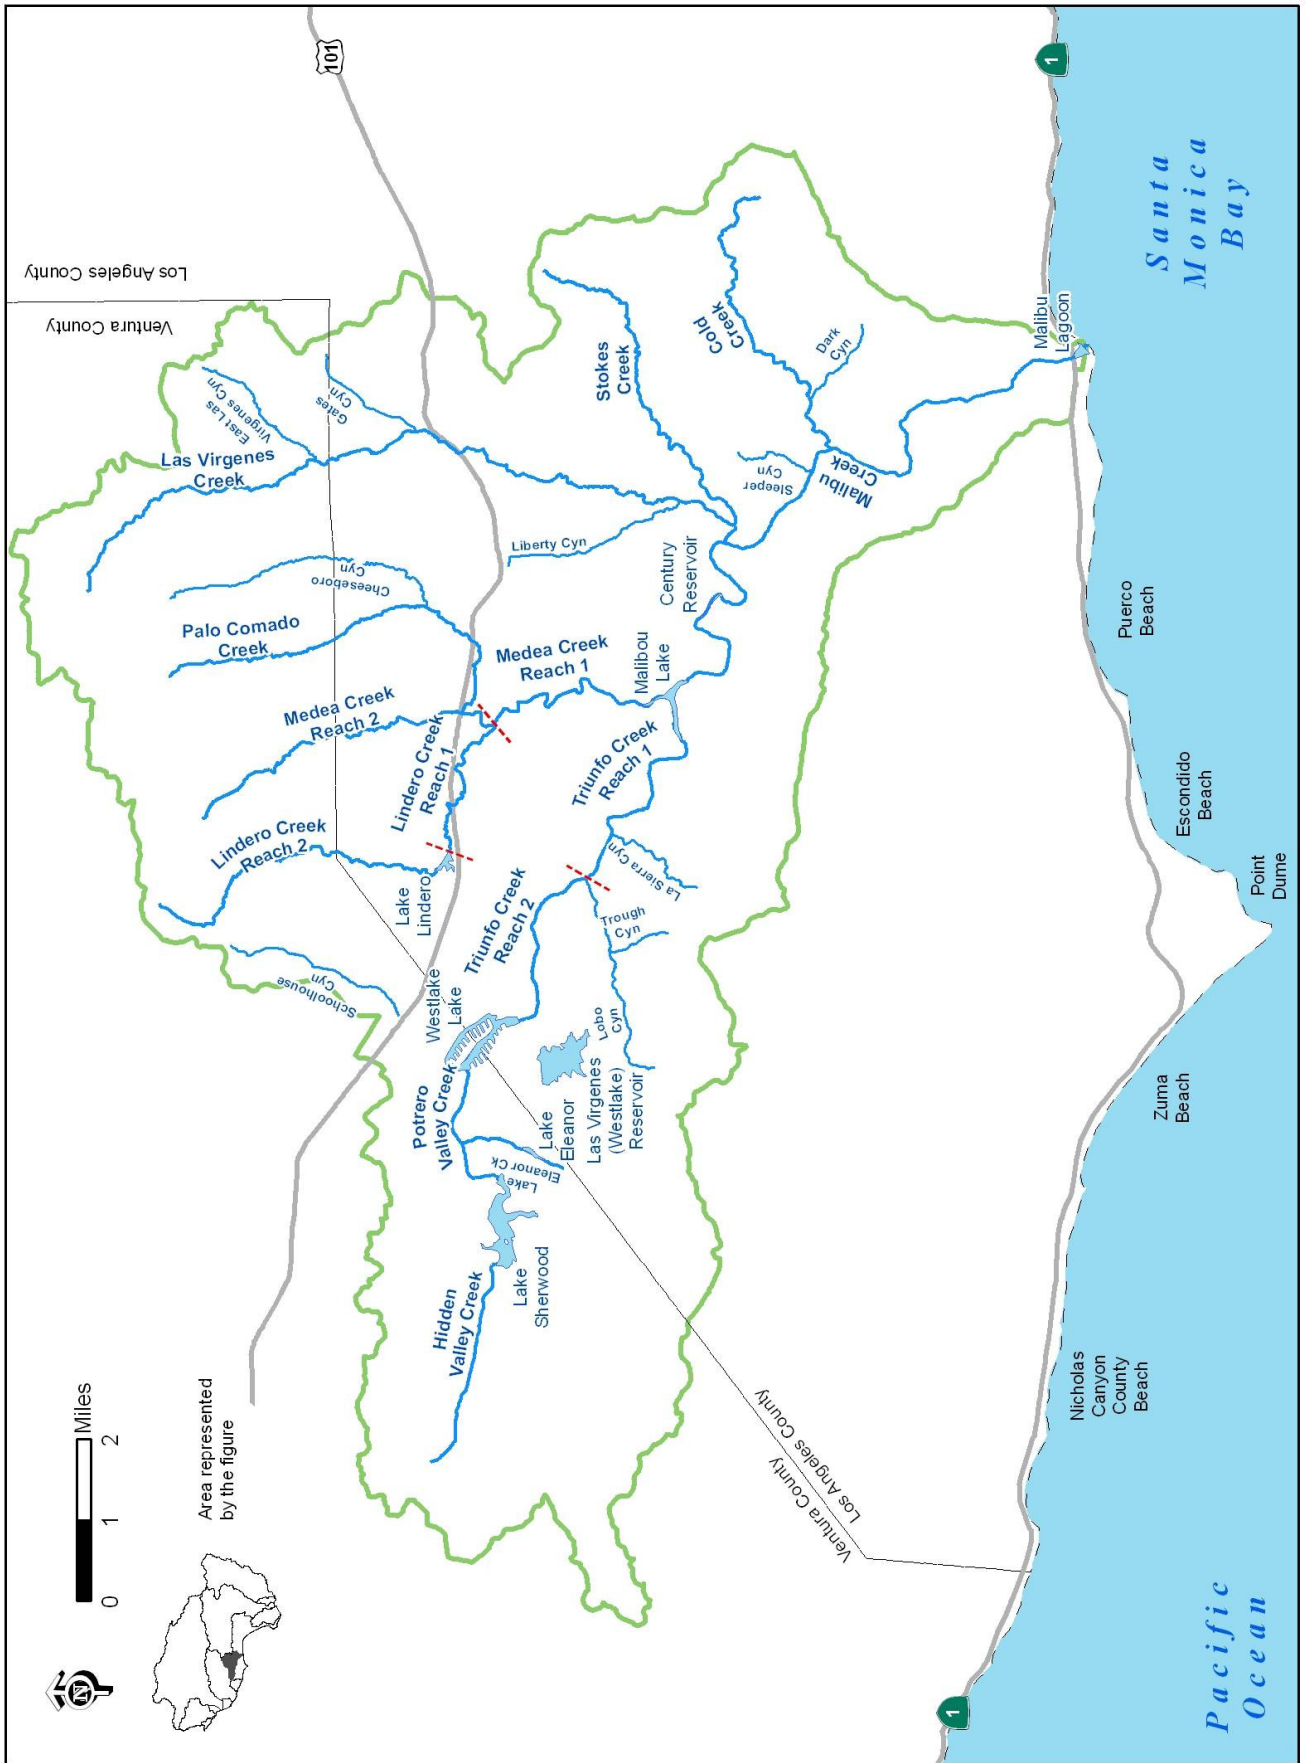 N
0 1 2 Miles
Area represented
by the figure
101
Ventura County
Los Angeles County
East Las
Virgenes Cyn
Las Virgenes
Creek
Gates
Cyn
Cheeseboro
Cyn
Palo Comado
Creek
Medea Creek
Reach 2
Lindero Creek
Reach 2
Schoolhouse
Cyn
Lindero Creek
Reach 1
Lake
Lindero
Medea Creek
Reach 1
Liberty Cyn
Stokes
Creek
Cold
Creek
Dark
Cyn
Sleeper
Cyn
Malibu
Creek
Century
Reservoir
Malibou
Lake
Triunfo Creek
Reach 1
Triunfo Creek
Reach 2
La Sierra Cyn
Trough
Cyn
Lobo
Cyn
Westlake
Lake
Las Virgenes
(Westlake)
Reservoir
Lake
Eleanor
Lake
Eleanor Ck
Potrero
Valley Creek
Lake
Sherwood
Hidden
Valley Creek
Ventura County
Los Angeles County
Malibu
Lagoon
1
Santa
Monica
Bay
Puerco
Beach
Escondido
Beach
Point
Dume
Zuma
Beach
Nicholas
Canyon
County
Beach
1
Pacific
Ocean